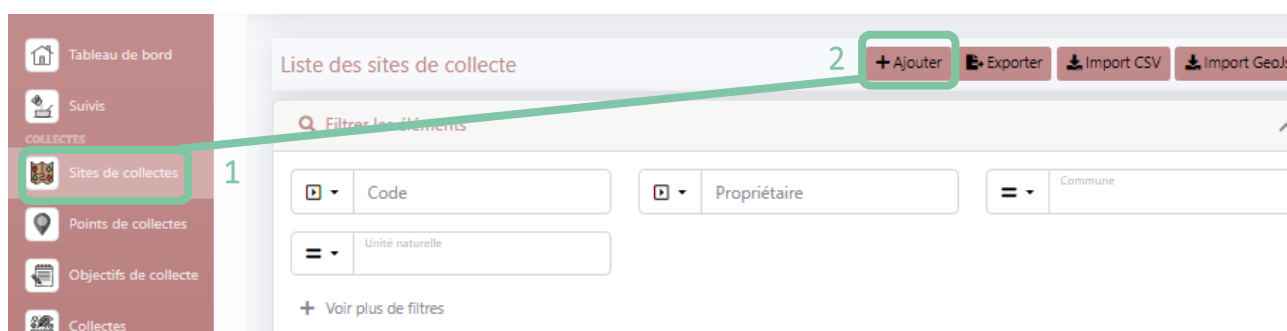 Tableau de bord
Suivis
COLLECTES
Sites de collectes
1
Points de collectes
Objectifs de collecte
Collectes
Liste des sites de collecte
2
+ Ajouter
Exporter
Import CSV
Import GeoJs
Filtrer les éléments
Code
Propriétaire
= Commune
= Unité naturelle
+ Voir plus de filtres